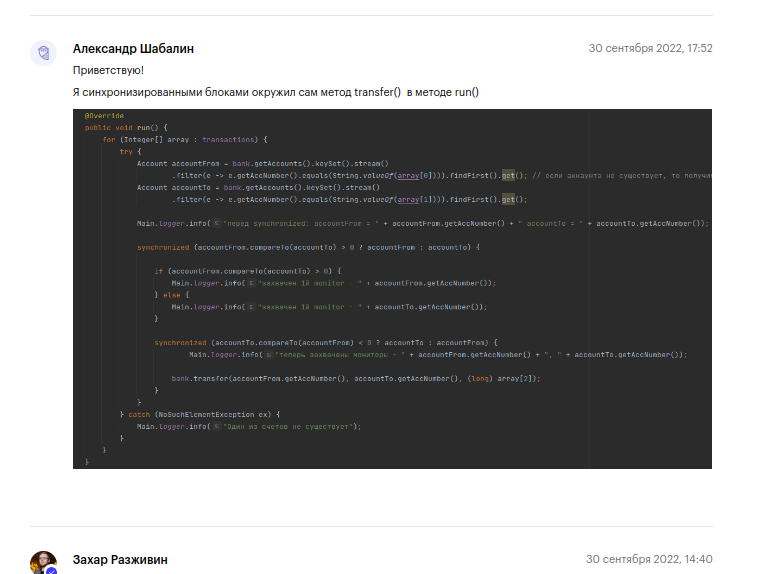 Александр Шабалин
30 сентября 2022, 17:52
Приветствую!
Я синхронизированными блоками окружил сам метод transfer() в методе run()
@Override
public void run() {
for (Integer[] array : transactions) {
try {
Account accountFrom = bank.getAccounts().keySet().stream()
.filter(e -> e.getAccNumber().equals(String.valueOf(array[0]))).findFirst().get(); // если аккаунта не существует, то получи
Account accountTo = bank.getAccounts().keySet().stream()
.filter(e -> e.getAccNumber().equals(String.valueOf(array[1]))).findFirst().get();
Main.logger.info("перед synchronized: accountFrom = " + accountFrom.getAccNumber() + " accountTo = " + accountTo.getAccNumber());
synchronized (accountFrom.compareTo(accountTo) > 0 ? accountFrom : accountTo) {
if (accountFrom.compareTo(accountTo) > 0) {
Main.logger.info("захвачен 1й monitor - " + accountFrom.getAccNumber());
} else {
Main.logger.info("захвачен 1й monitor - " + accountTo.getAccNumber());
}
synchronized (accountTo.compareTo(accountFrom) < 0 ? accountTo : accountFrom) {
Main.logger.info("теперь захвачены мониторы - " + accountFrom.getAccNumber() + ", " + accountTo.getAccNumber());
bank.transfer(accountFrom.getAccNumber(), accountTo.getAccNumber(), (long) array[2]);
}
}
} catch (NoSuchElementException ex) {
Main.logger.info("Один из счетов не существует");
}
}
}
Захар Разживин
30 сентября 2022, 14:40